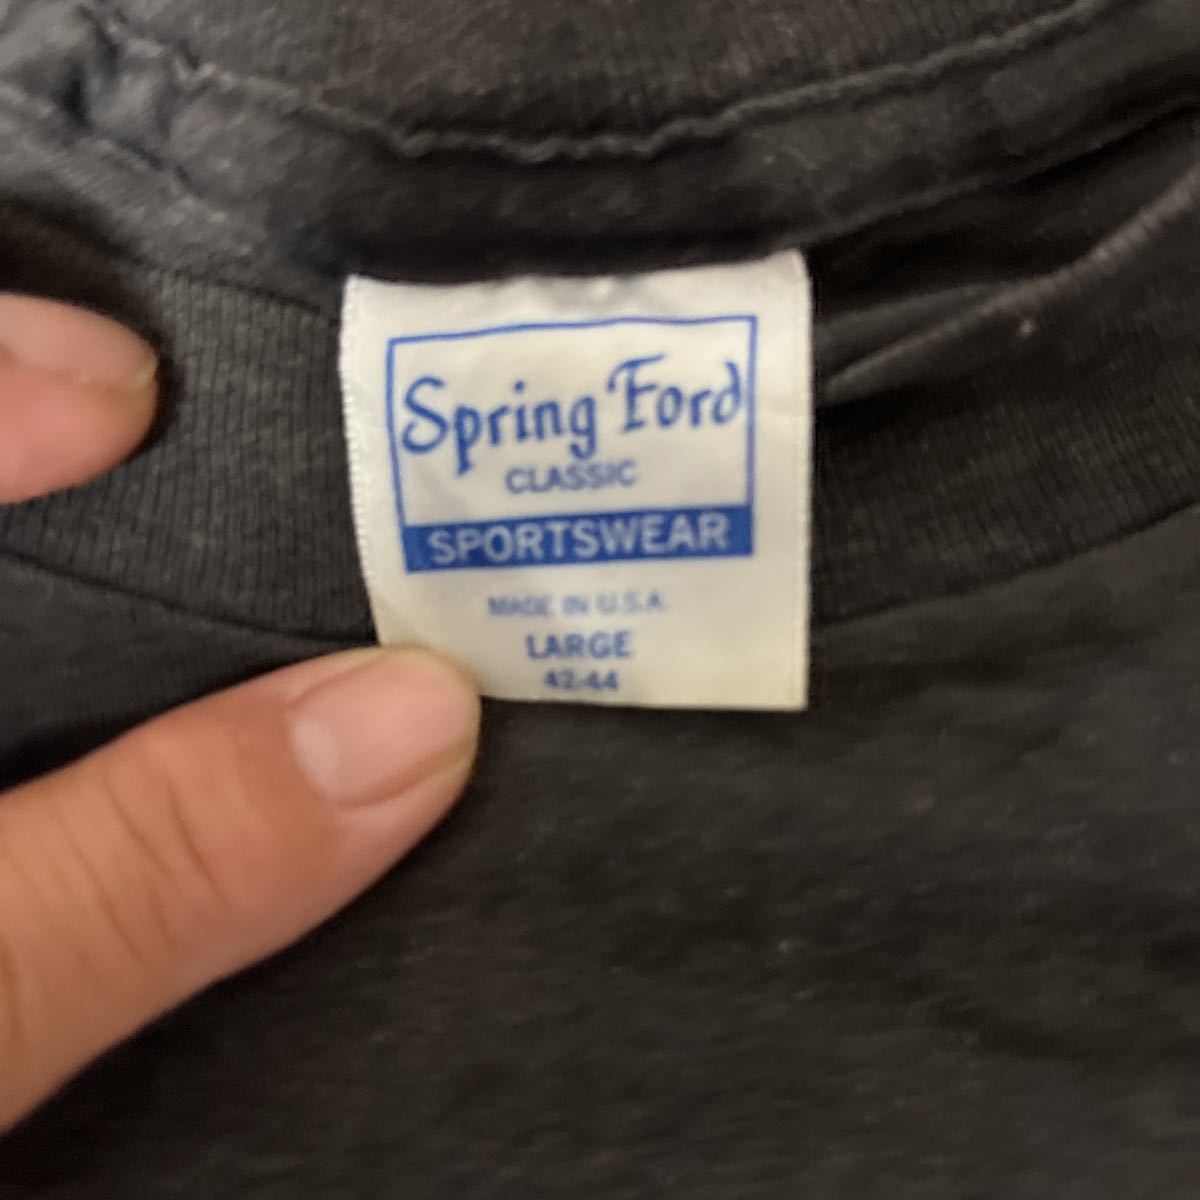 Spring Ford
CLASSIC
SPORTSWEAR
MADE IN U.S.A.
LARGE
42-44